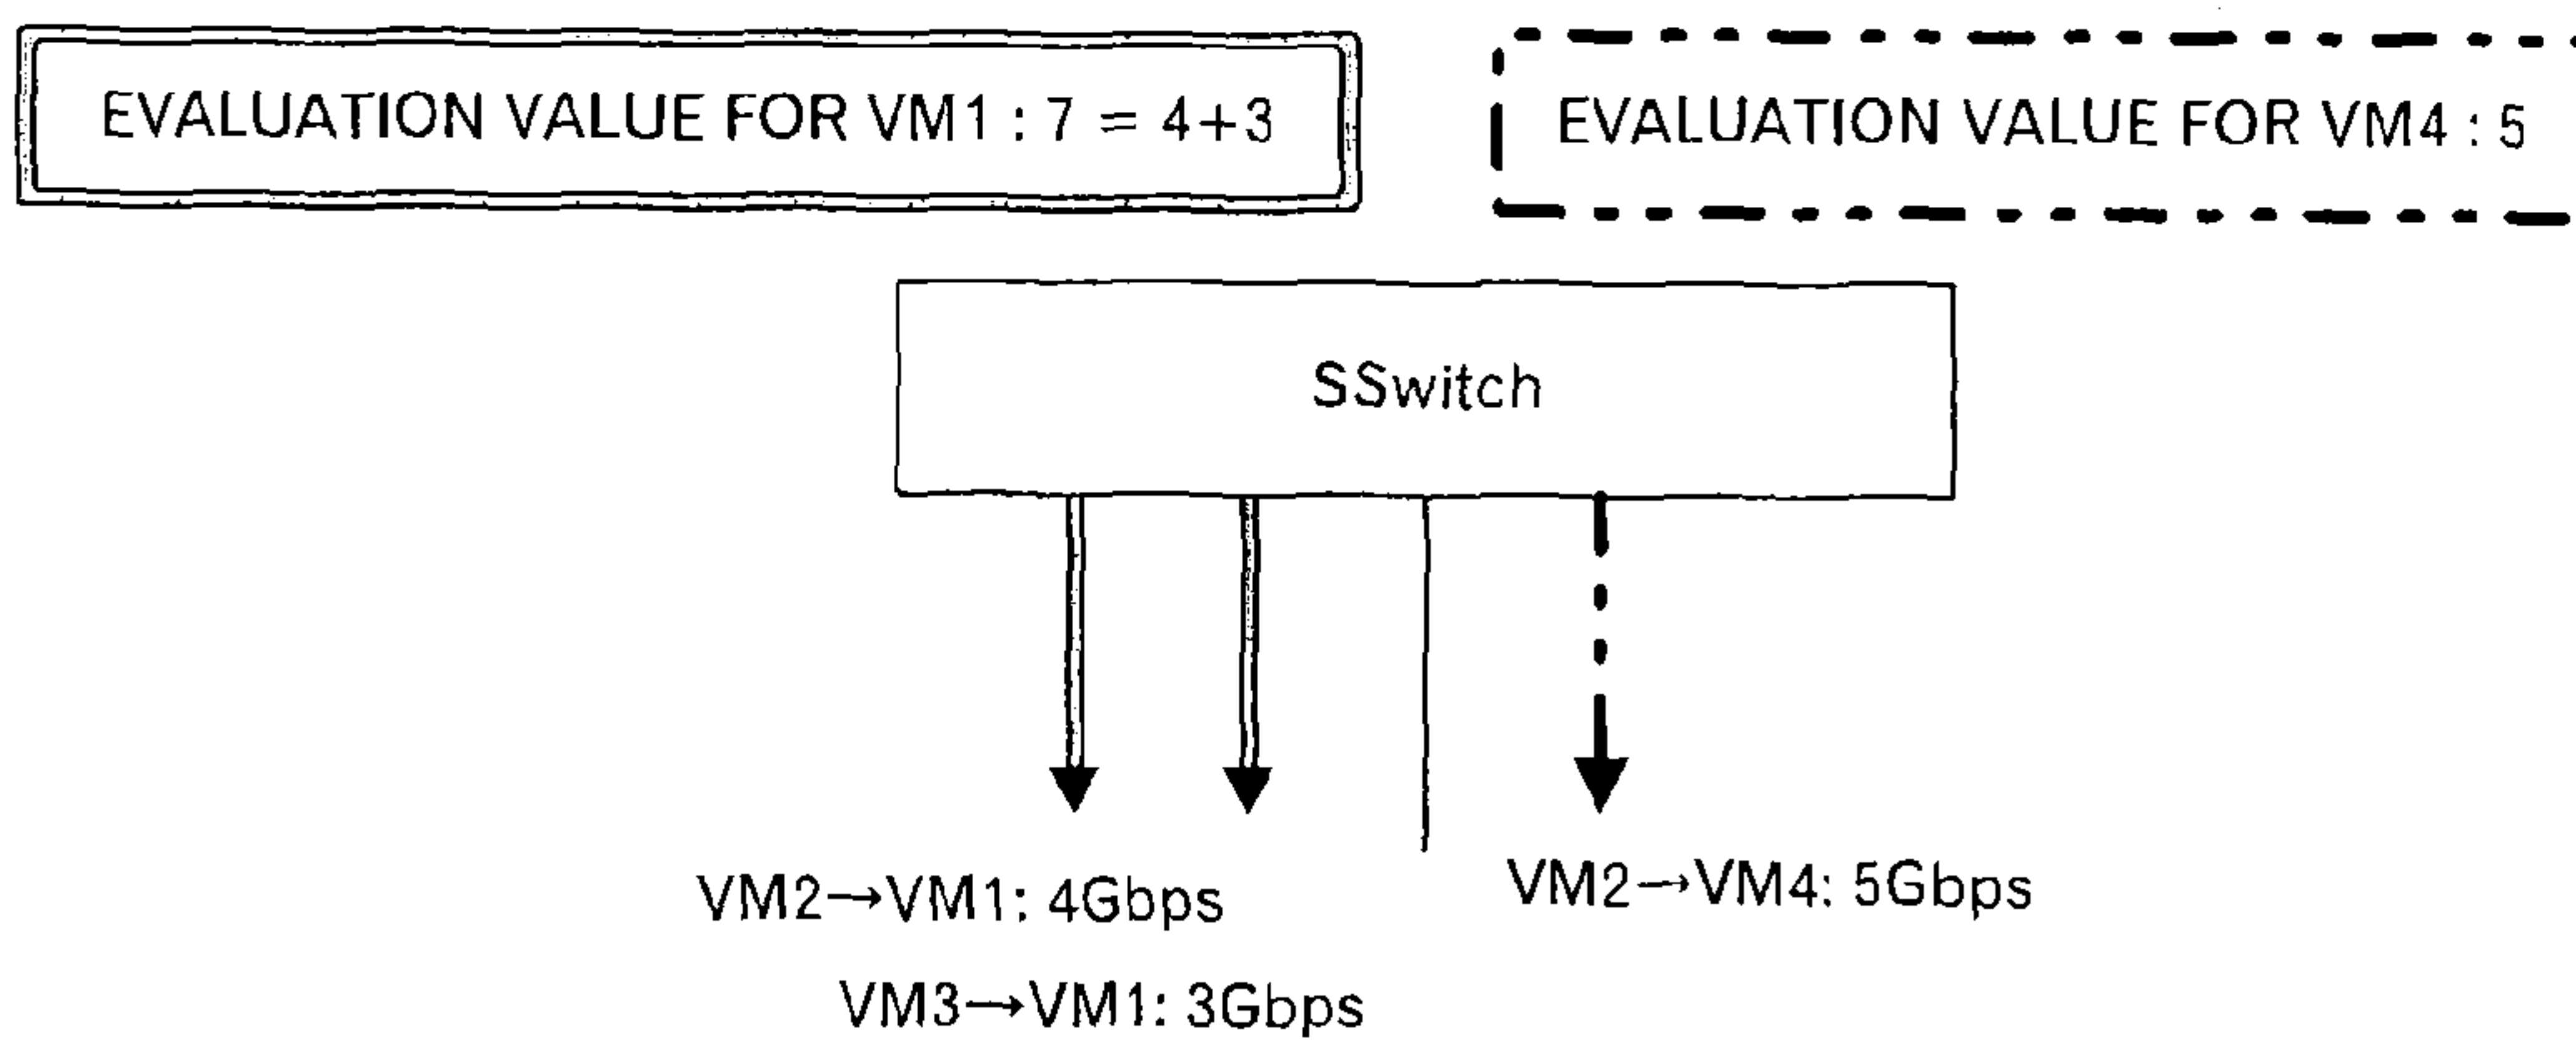 EVALUATION VALUE FOR VM1 : 7 = 4+3
EVALUATION VALUE FOR VM4 : 5
SSwitch
VM2→VM1: 4Gbps
VM2→VM4: 5Gbps
VM3→VM1: 3Gbps